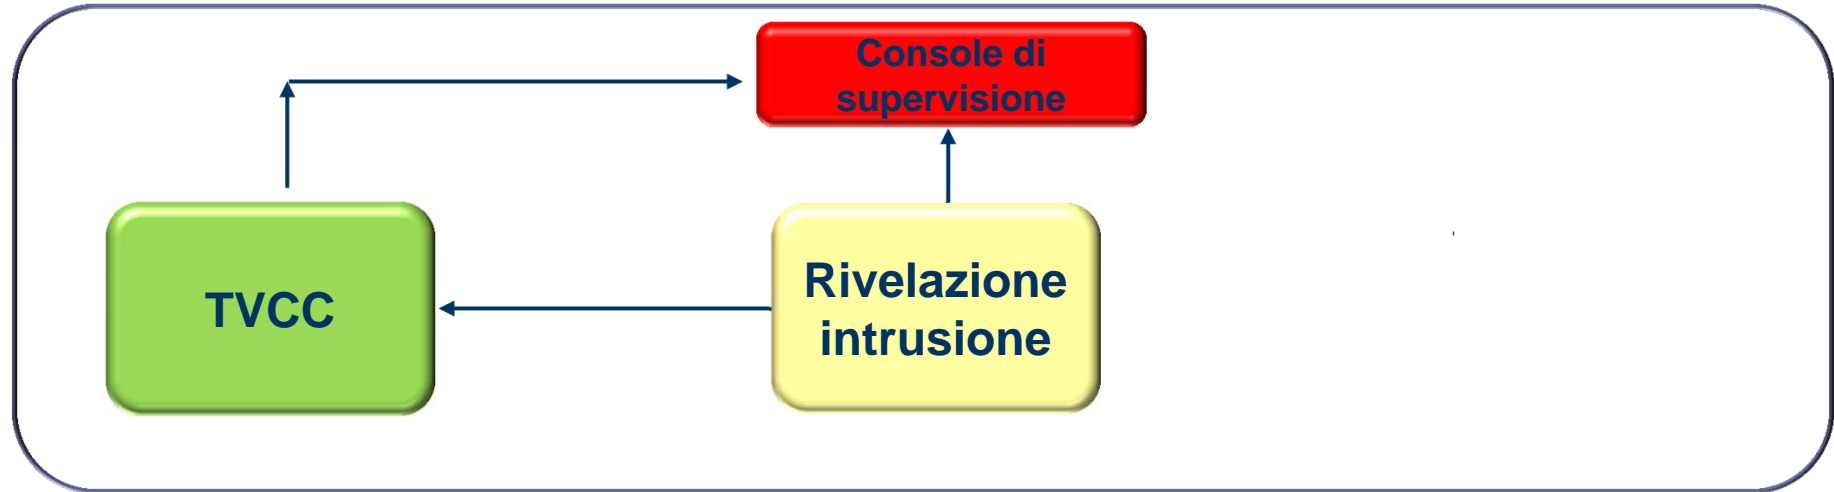 Console di
supervisione
TVCC
Rivelazione
intrusione